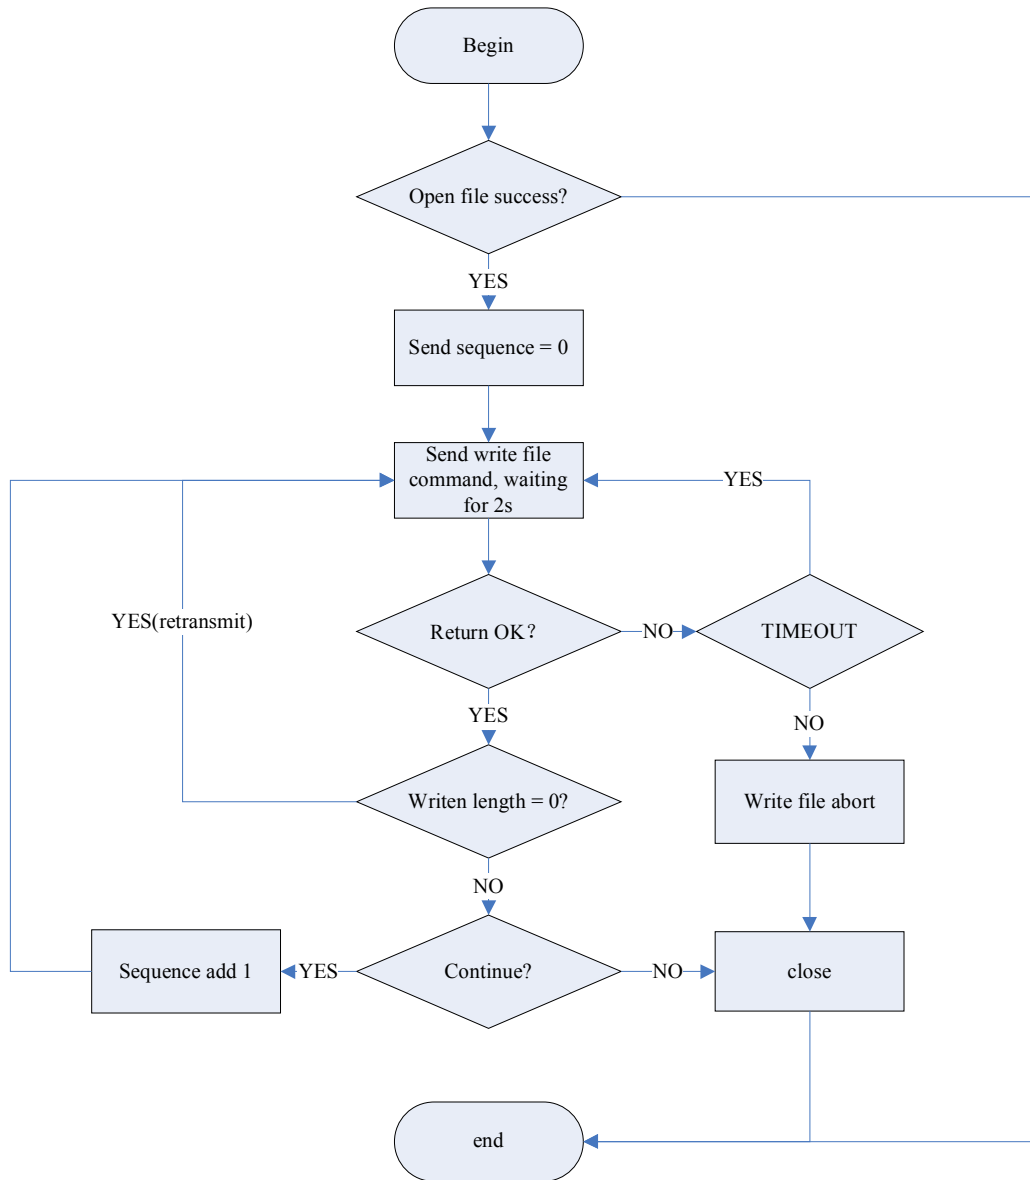 Begin
Open file success?
YES
Send sequence = 0
Send write file
command, waiting
for 2s
YES
YES(retransmit)
Return OK？
NO
TIMEOUT
YES
NO
Writen length = 0?
Write file abort
NO
Sequence add 1
YES
Continue?
NO
close
end